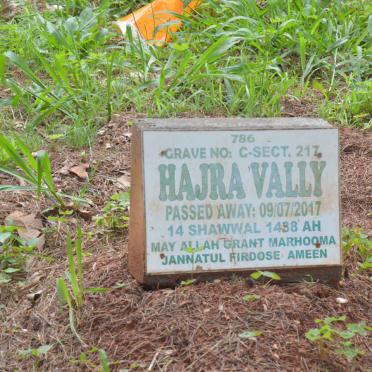 786
GRAVE NO: C-SECT. 217
HAJRA VALLY
PASSED AWAY: 09/07/2017
14 SHAWWAL 1438 AH
MAY ALLAH GRANT MARHOOMA
JANNATUL FIRDOSE AMEEN